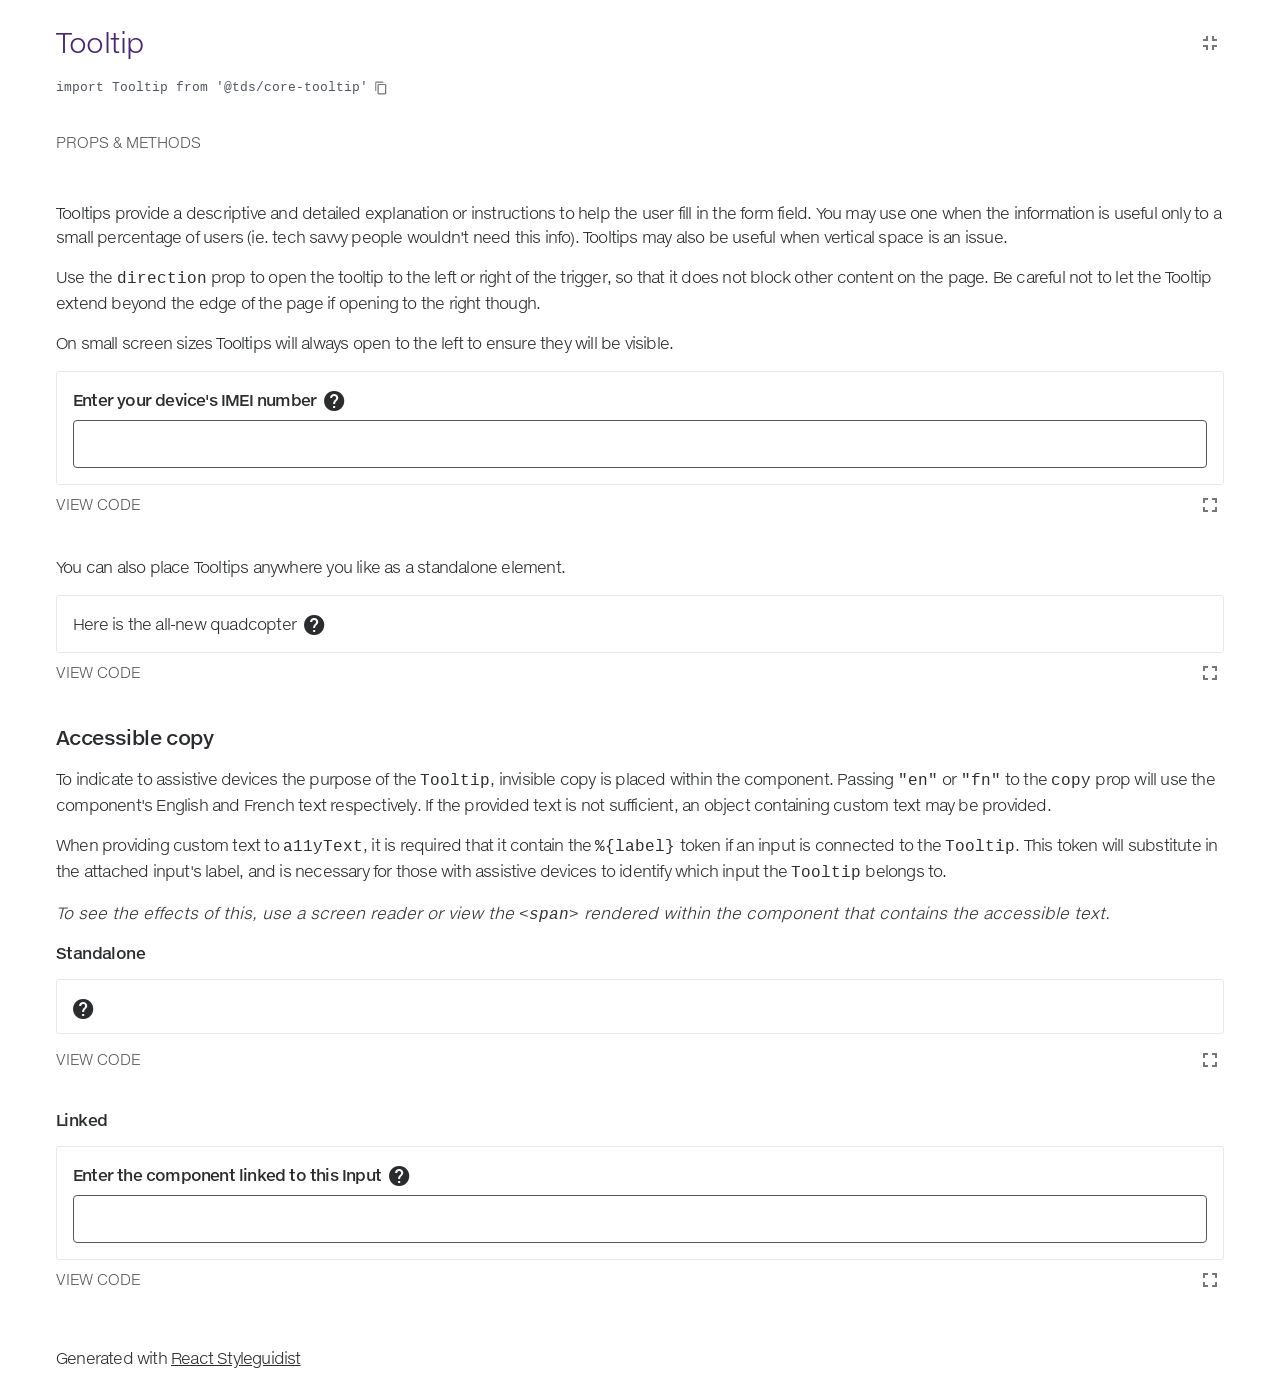 Tooltip
import Tooltip from '@tds/core-tooltip'
PROPS & METHODS
Tooltips provide a descriptive and detailed explanation or instructions to help the user fill in the form field. You may use one when the information is useful only to a
small percentage of users (ie. tech savvy people wouldn't need this info). Tooltips may also be useful when vertical space is an issue.
Use the direction prop to open the tooltip to the left or right of the trigger, so that it does not block other content on the page. Be careful not to let the Tooltip
extend beyond the edge of the page if opening to the right though.
On small screen sizes Tooltips will always open to the left to ensure they will be visible.
Enter your device's IMEI number ?
VIEW CODE
You can also place Tooltips anywhere you like as a standalone element.
Here is the all-new quadcopter ?
VIEW CODE
Accessible copy
To indicate to assistive devices the purpose of the Tooltip, invisible copy is placed within the component. Passing "en" or "fn" to the copy prop will use the
component's English and French text respectively. If the provided text is not sufficient, an object containing custom text may be provided.
When providing custom text to a11yText, it is required that it contain the %{label} token if an input is connected to the Tooltip. This token will substitute in
the attached input's label, and is necessary for those with assistive devices to identify which input the Tooltip belongs to.
To see the effects of this, use a screen reader or view the <span> rendered within the component that contains the accessible text.
Standalone
?
VIEW CODE
Linked
Enter the component linked to this Input ?
VIEW CODE
Generated with React Styleguidist